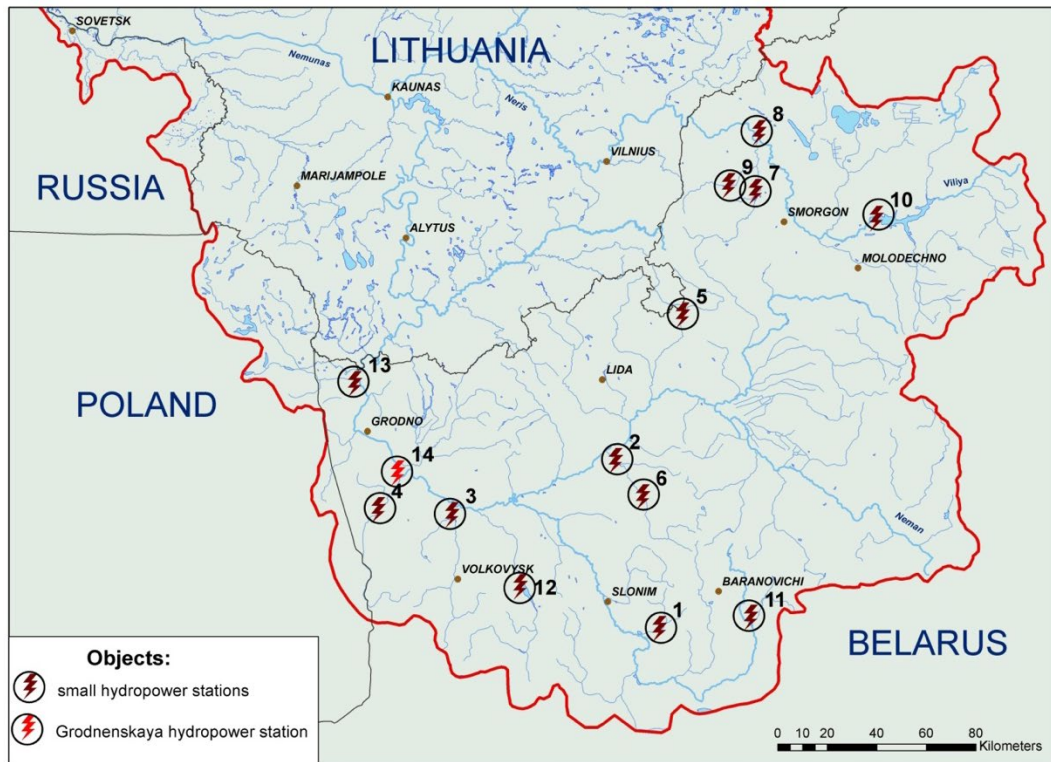 SOVETSK
LITHUANIA
Nemunas
KAUNAS
Neris
8
VILNIUS
9
7
MARIJAMPOLE
RUSSIA
10
Viliya
SMORGON
ALYTUS
MOLODECHNO
5
13
LIDA
POLAND
GRODNO
2
14
6
4
3
Neman
VOLKOVYSK
12
SLONIM
BARANOVICHI
1
11
BELARUS
Objects:
small hydropower stations
Grodnenskaya hydropower station
0 10 20 40 60 80
Kilometers